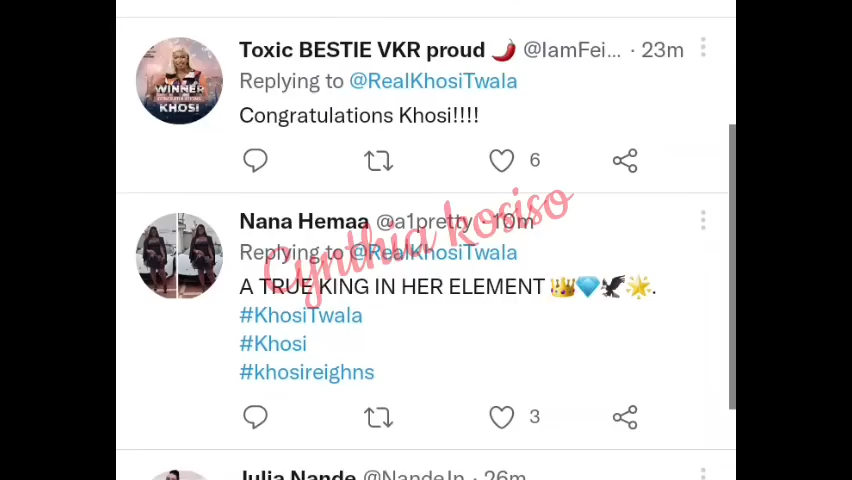 Toxic BESTIE VKR proud 🌶️ @IamFei... · 23m
Replying to @RealKhosiTwala
Congratulations Khosi!!!!
6
Nana Hemaa @a1pretty · 10m
Replying to @RealKhosiTwala
A TRUE KING IN HER ELEMENT 👑💎🦅🌟.
#KhosiTwala
#Khosi
#khosireighns
3
Julia Nande @NandeJn · 26m
WINNER
KHOSI
Cynthia kosiso